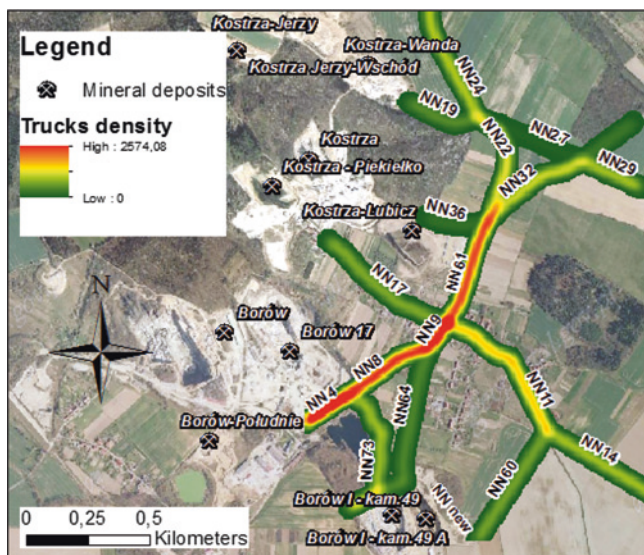 Kostrza-Jerzy
Legend
Kostrza-Wanda
Kostrza Jerzy-Wschód
Mineral deposits
NN24
Trucks density
NN19
High : 2574,08
NN22
NN27
NN29
Low : 0
Kostrza
Kostrza - Piekiełko
NN32
Kostrza-Lubicz
NN36
NN61
N
NN17
Borów
NN9
Borów 17
NN8
NN4
NN11
NN64
Borów-Południe
NN73
NN14
NN60
Borów I - kam.49
NN new
Borów I - kam.49 A
0 0,25 0,5
Kilometers